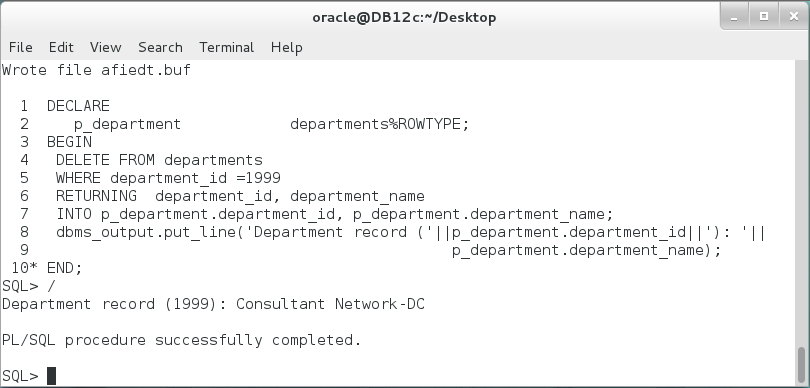 oracle@DB12c:~/Desktop
File Edit View Search Terminal Help
Wrote file afiedt.buf
1 DECLARE
2 p_department departments%ROWTYPE;
3 BEGIN
4 DELETE FROM departments
5 WHERE department_id =1999
6 RETURNING department_id, department_name
7 INTO p_department.department_id, p_department.department_name;
8 dbms_output.put_line('Department record ('||p_department.department_id||'): '||
9 p_department.department_name);
10* END;
SQL> /
Department record (1999): Consultant Network-DC
PL/SQL procedure successfully completed.
SQL>